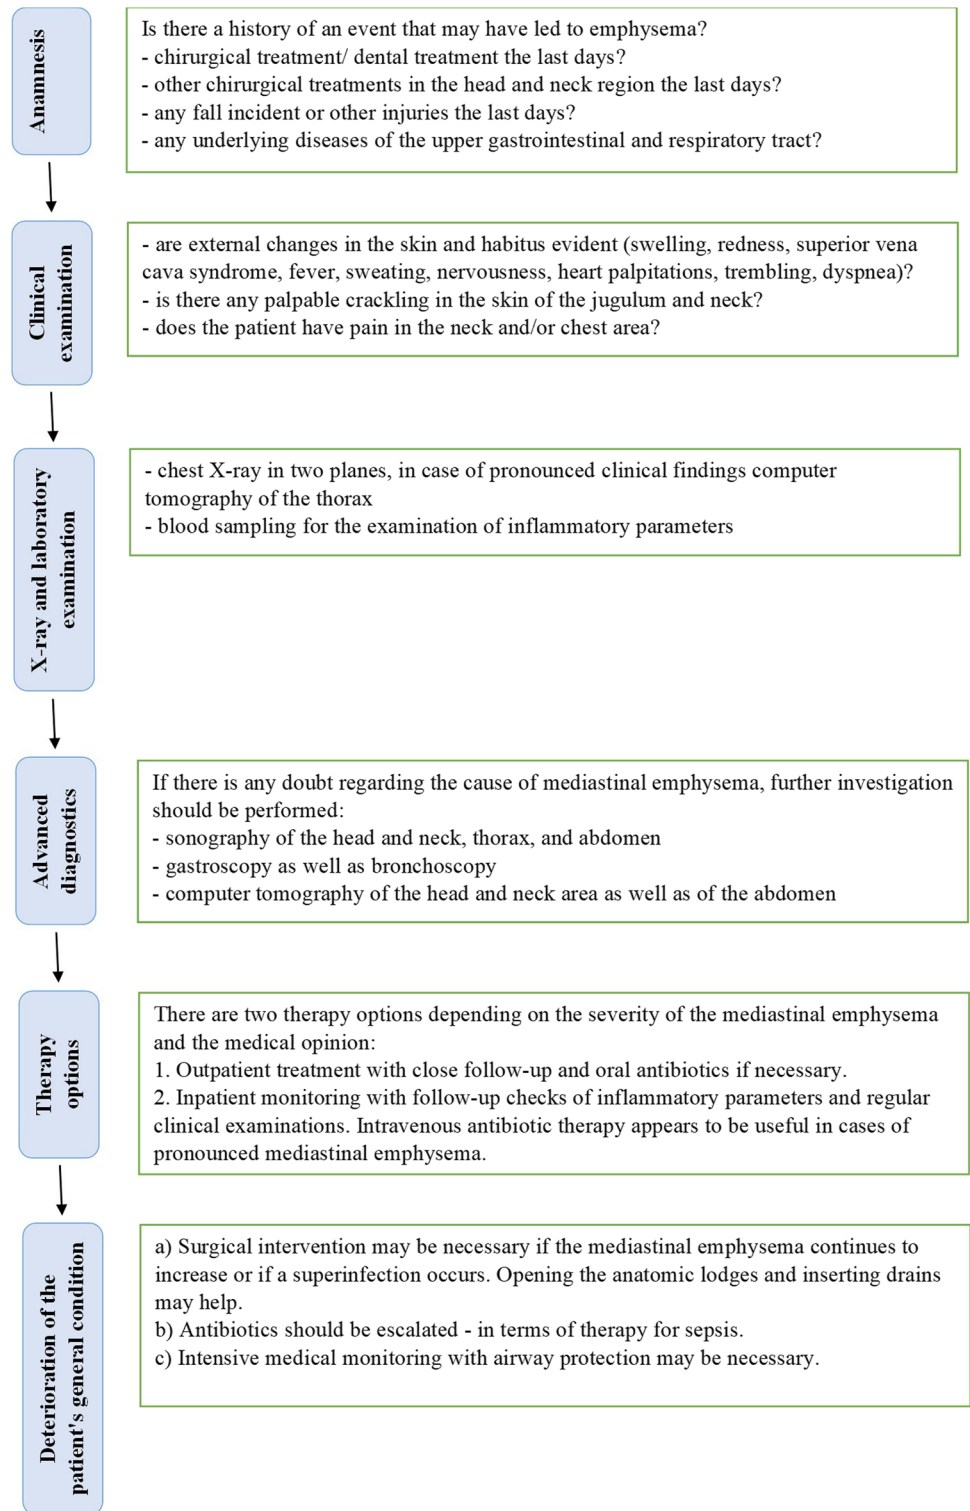 Anamnesis
Is there a history of an event that may have led to emphysema?
- chirurgical treatment/ dental treatment the last days?
- other chirurgical treatments in the head and neck region the last days?
- any fall incident or other injuries the last days?
- any underlying diseases of the upper gastrointestinal and respiratory tract?
Clinical
examination
- are external changes in the skin and habitus evident (swelling, redness, superior vena
cava syndrome, fever, sweating, nervousness, heart palpitations, trembling, dyspnea)?
- is there any palpable crackling in the skin of the jugulum and neck?
- does the patient have pain in the neck and/or chest area?
X-ray and laboratory
examination
- chest X-ray in two planes, in case of pronounced clinical findings computer
tomography of the thorax
- blood sampling for the examination of inflammatory parameters
Advanced
diagnostics
If there is any doubt regarding the cause of mediastinal emphysema, further investigation
should be performed:
- sonography of the head and neck, thorax, and abdomen
- gastroscopy as well as bronchoscopy
- computer tomography of the head and neck area as well as of the abdomen
Therapy
options
There are two therapy options depending on the severity of the mediastinal emphysema
and the medical opinion:
1. Outpatient treatment with close follow-up and oral antibiotics if necessary.
2. Inpatient monitoring with follow-up checks of inflammatory parameters and regular
clinical examinations. Intravenous antibiotic therapy appears to be useful in cases of
pronounced mediastinal emphysema.
Deterioration of the
patient's general condition
a) Surgical intervention may be necessary if the mediastinal emphysema continues to
increase or if a superinfection occurs. Opening the anatomic lodges and inserting drains
may help.
b) Antibiotics should be escalated - in terms of therapy for sepsis.
c) Intensive medical monitoring with airway protection may be necessary.